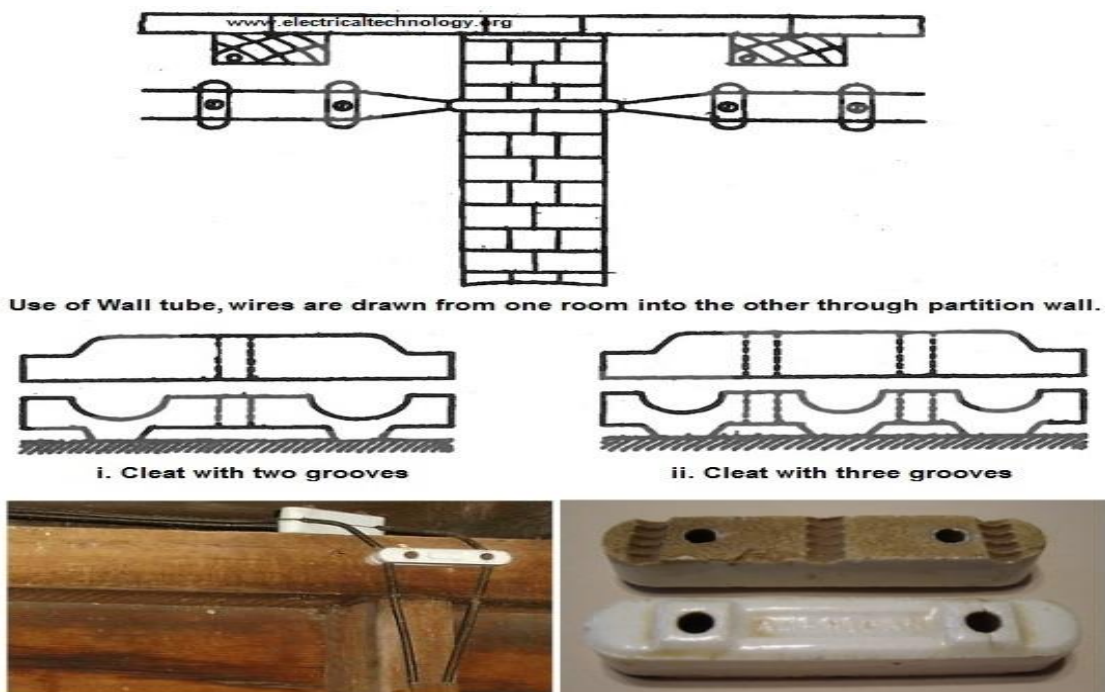 www.electricaltechnology.org
Use of Wall tube, wires are drawn from one room into the other through partition wall.
i. Cleat with two grooves
ii. Cleat with three grooves